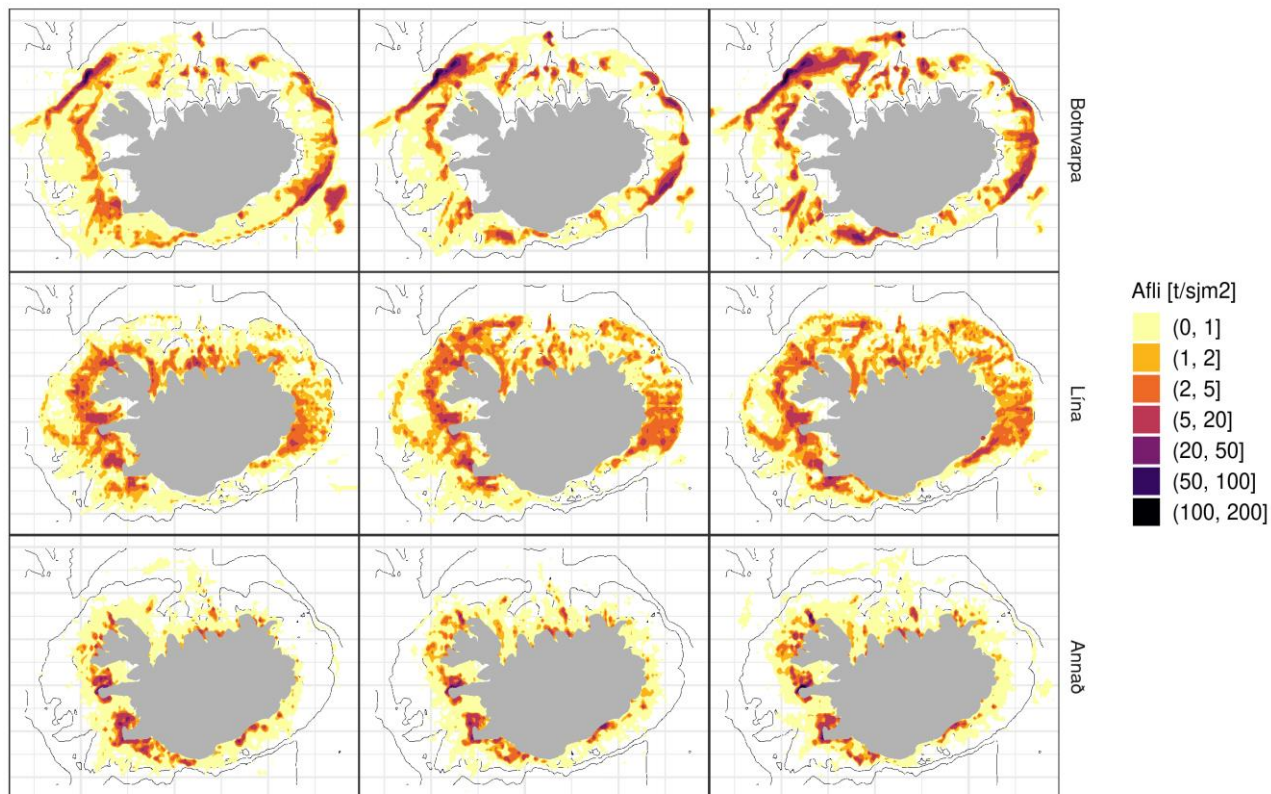 Botnvarpa
Lína
Annað
Afli [t/sjm2]
(0, 1]
(1, 2]
(2, 5]
(5, 20]
(20, 50]
(50, 100]
(100, 200]